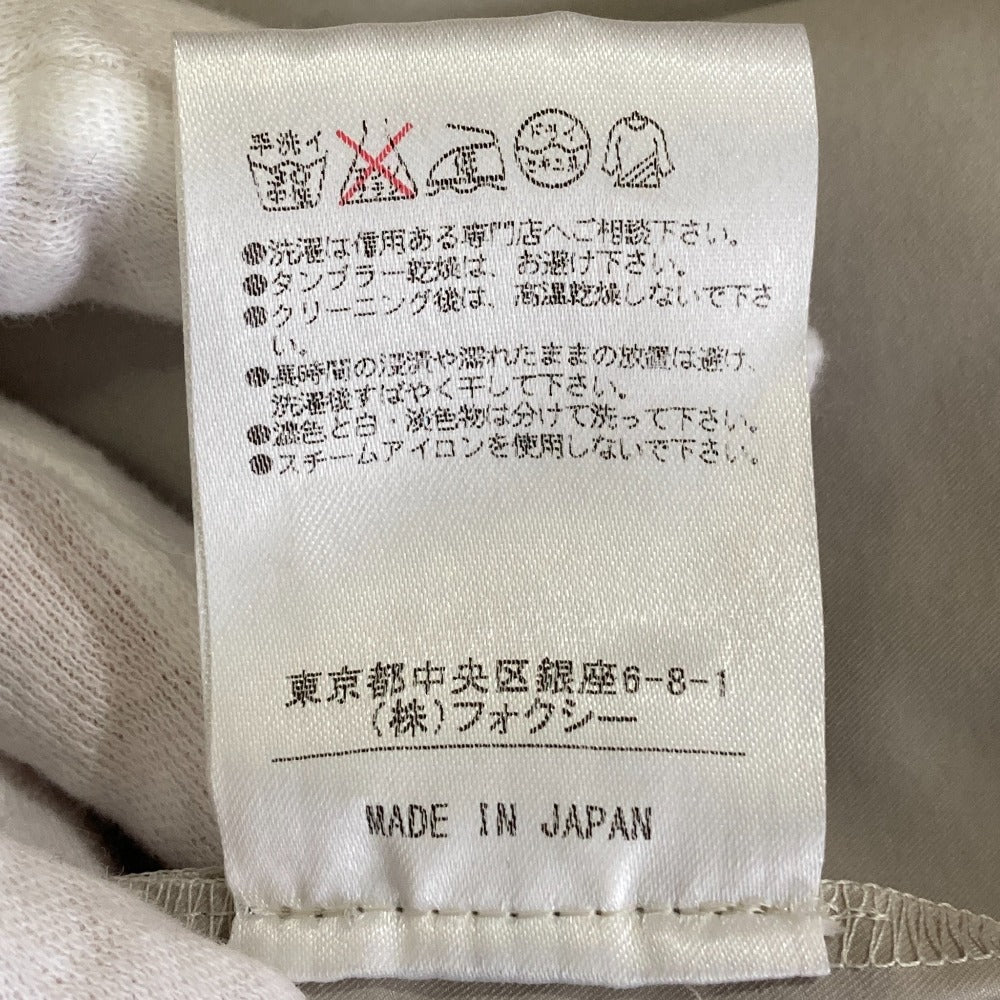 手洗イ
中性
ドライ
セキユ系
●洗濯は信用ある専門店へご相談下さい。
●タンブラー乾燥は、お避け下さい。
●クリーニング後は、高温乾燥しないで下さ
い。
●長時間の浸漬や濡れたままの放置は避け、
洗濯後すばやく干して下さい。
●濃色と白・淡色物は分けて洗って下さい。
●スチームアイロンを使用しないで下さい。
東京都中央区銀座6-8-1
(株)フォクシー
MADE IN JAPAN